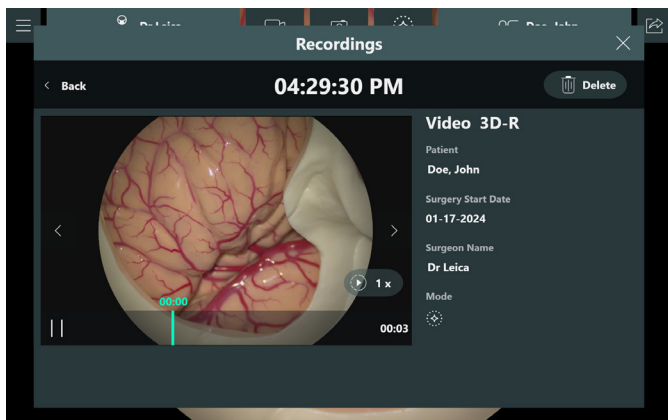 Recordings
Back
04:29:30 PM
Delete
Video 3D-R
Patient
Doe, John
Surgery Start Date
01-17-2024
Surgeon Name
Dr Leica
Mode
1 x
00:00
00:03